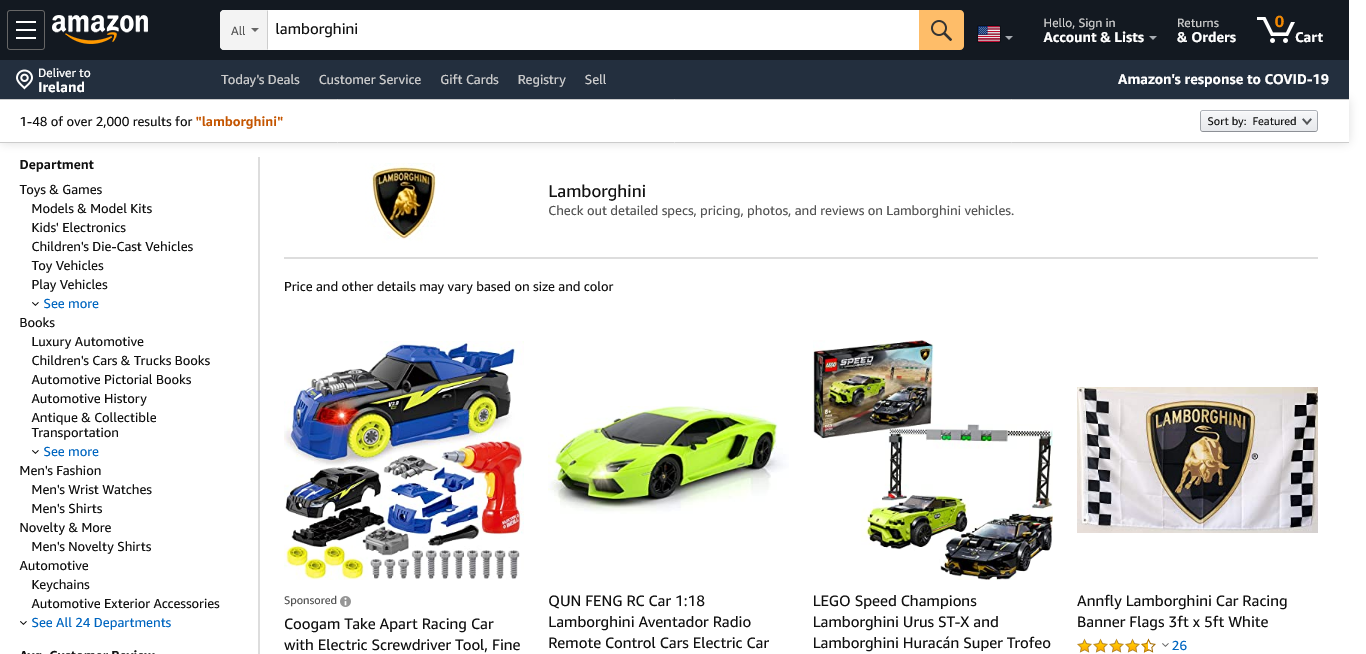 amazon
All
lamborghini
Hello, Sign in
Account & Lists
Returns
& Orders
0
Cart
Deliver to
Ireland
Today's Deals
Customer Service
Gift Cards
Registry
Sell
Amazon's response to COVID-19
1-48 of over 2,000 results for "lamborghini"
Sort by: Featured
Department
Toys & Games
Models & Model Kits
Kids' Electronics
Children's Die-Cast Vehicles
Toy Vehicles
Play Vehicles
See more
Books
Luxury Automotive
Children's Cars & Trucks Books
Automotive Pictorial Books
Automotive History
Antique & Collectible
Transportation
See more
Men's Fashion
Men's Wrist Watches
Men's Shirts
Novelty & More
Men's Novelty Shirts
Automotive
Keychains
Automotive Exterior Accessories
See All 24 Departments
LAMBORGHINI
Lamborghini
Check out detailed specs, pricing, photos, and reviews on Lamborghini vehicles.
Price and other details may vary based on size and color
Sponsored
Coogam Take Apart Racing Car
with Electric Screwdriver Tool, Fine
QUN FENG RC Car 1:18
Lamborghini Aventador Radio
Remote Control Cars Electric Car
LEGO
SPEED
LEGO Speed Champions
Lamborghini Urus ST-X and
Lamborghini Huracán Super Trofeo
LAMBORGHINI
®
Annfly Lamborghini Car Racing
Banner Flags 3ft x 5ft White
26